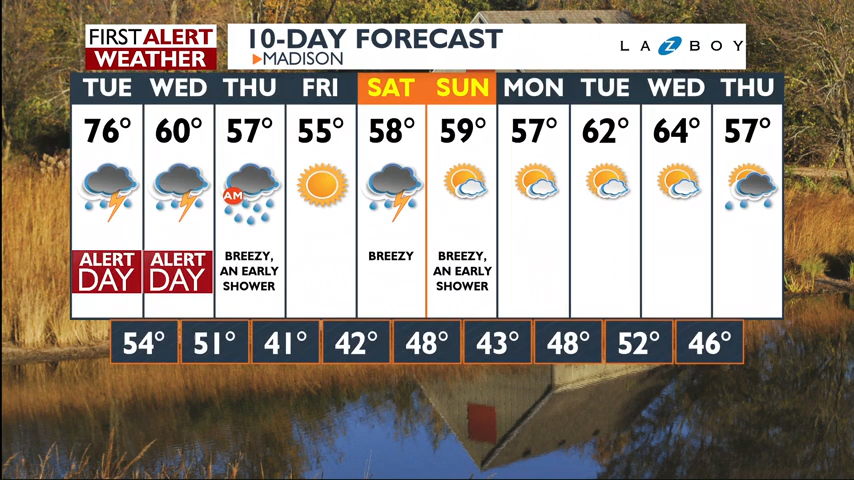 FIRST ALERT
WEATHER
10-DAY FORECAST
MADISON
LA Z BOY
TUE WED THU FRI SAT SUN MON TUE WED THU
76° 60° 57° 55° 58° 59° 57° 62° 64° 57°
AM
ALERT
DAY
ALERT
DAY
BREEZY,
AN EARLY
SHOWER
BREEZY
BREEZY,
AN EARLY
SHOWER
54° 51° 41° 42° 48° 43° 48° 52° 46°